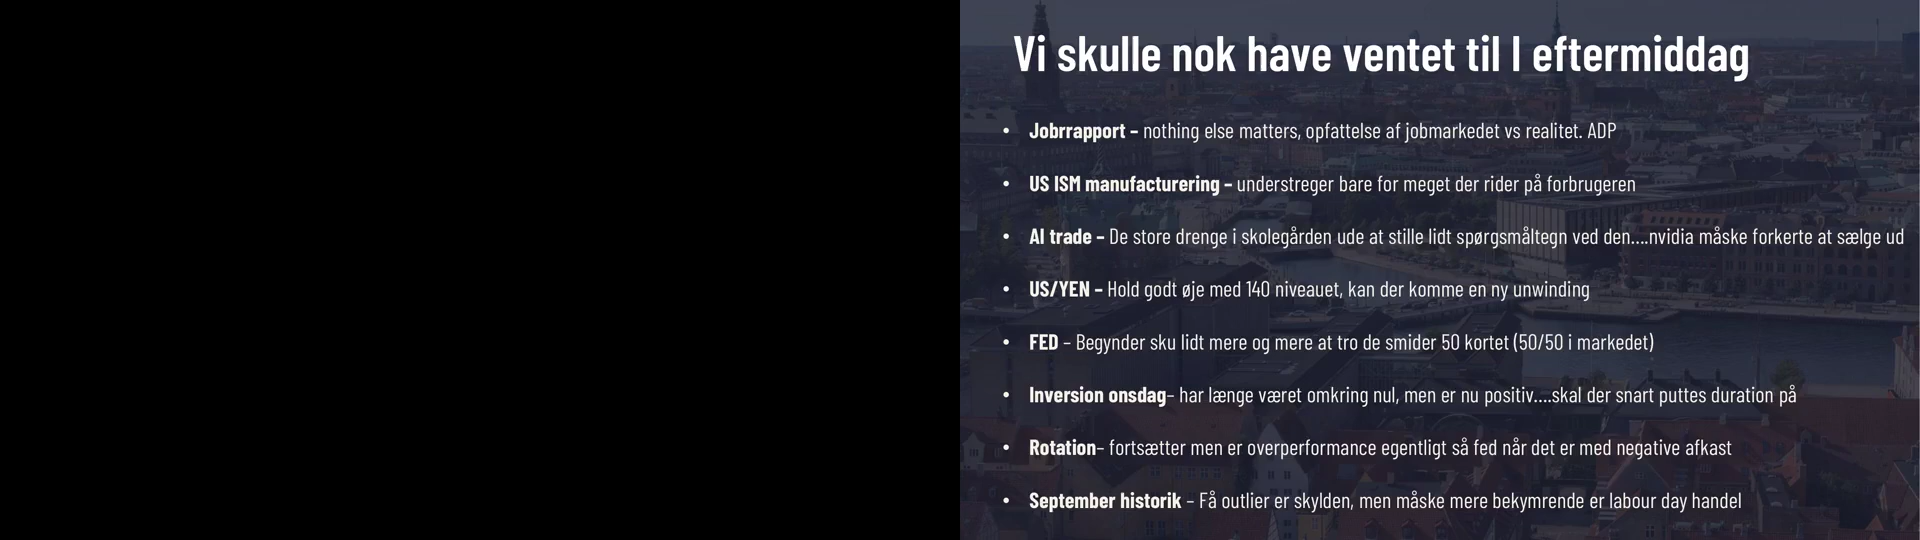 Vi skulle nok have ventet til I eftermiddag
• Jobrrapport – nothing else matters, opfattelse af jobmarkedet vs realitet. ADP
• US ISM manufacturering – understreger bare for meget der rider på forbrugeren
• AI trade – De store drenge i skolegården ude at stille lidt spørgsmåltegn ved den....nvidia måske forkerte at sælge ud
• US/YEN – Hold godt øje med 140 niveauet, kan der komme en ny unwinding
• FED – Begynder sku lidt mere og mere at tro de smider 50 kortet (50/50 i markedet)
• Inversion onsdag– har længe været omkring nul, men er nu positiv....skal der snart puttes duration på
• Rotation– fortsætter men er overperformance egentligt så fed når det er med negative afkast
• September historik – Få outlier er skylden, men måske mere bekymrende er labour day handel